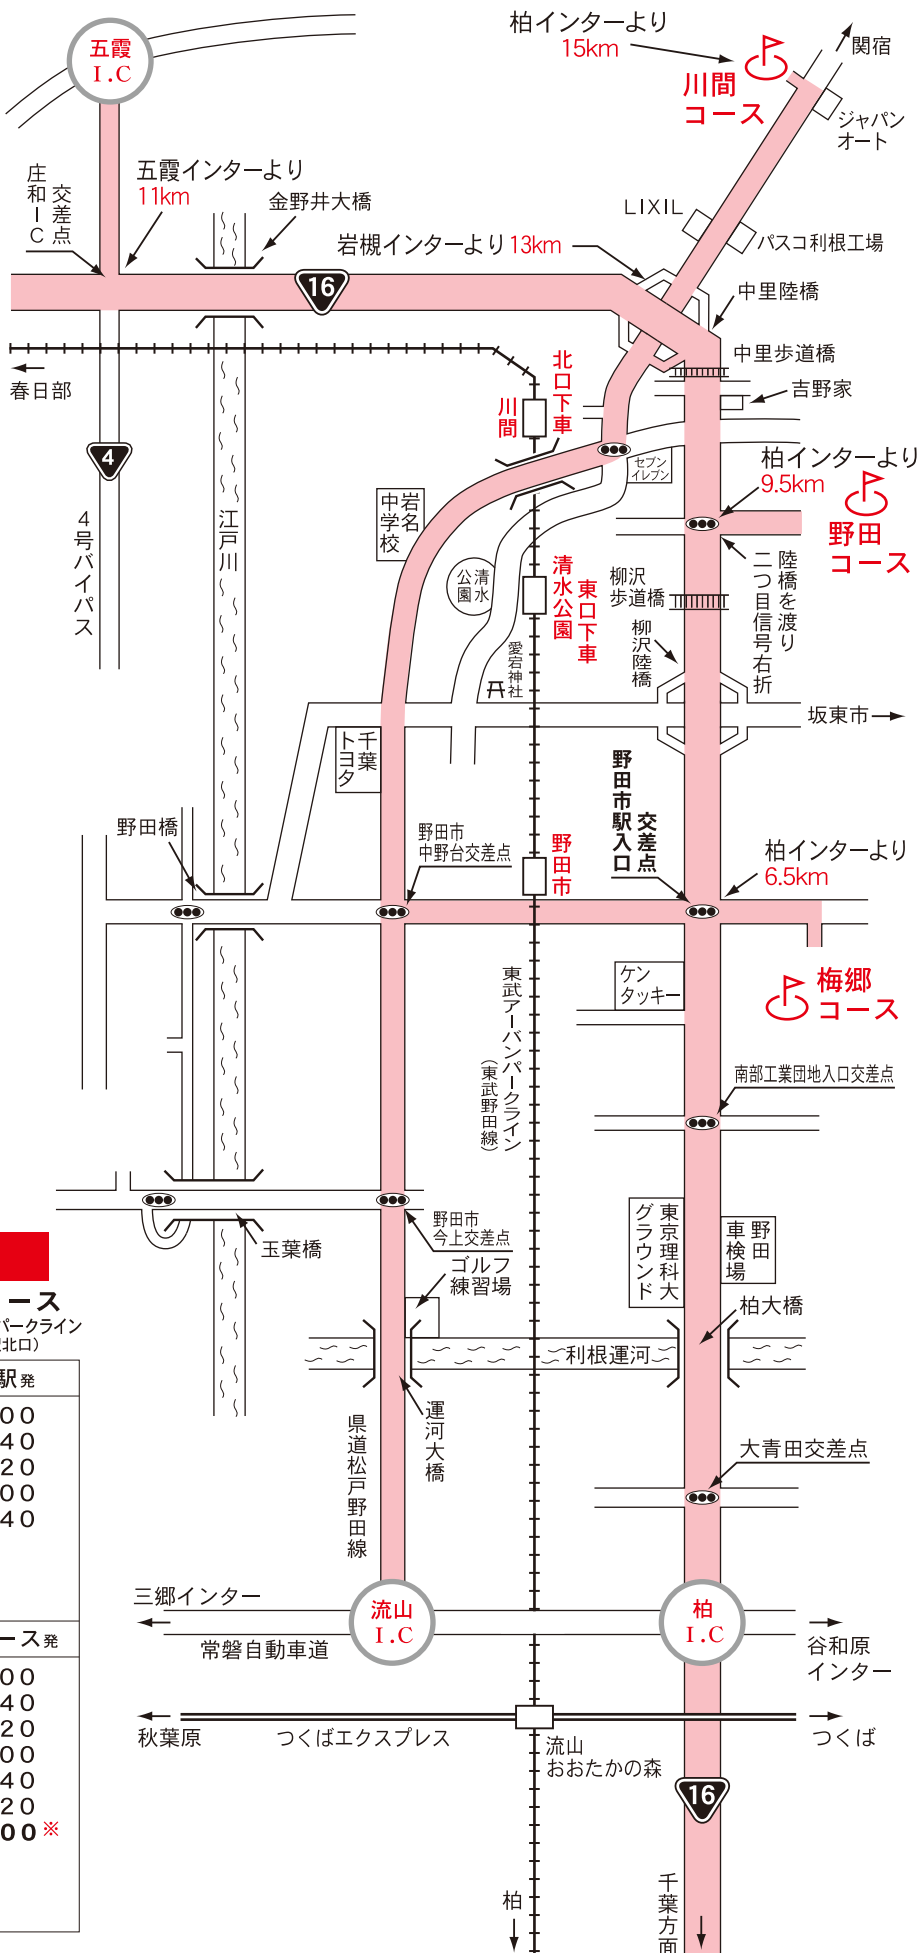 五霞
I.C
柏インターより
15km
川間
コース
関宿
ジャパン
オート
庄和IC
交差点
五霞インターより
11km
金野井大橋
LIXIL
パスコ利根工場
岩槻インターより13km
16
中里陸橋
中里歩道橋
吉野家
春日部
川間
北口下車
4
4号バイパス
セブン
イレブン
柏インターより
9.5km
野田
コース
岩名
中学校
江戸川
清水
公園
清水公園
東口下車
柳沢
歩道橋
陸橋を渡り
二つ目信号右折
柳沢陸橋
愛宕神社
坂東市
千葉
トヨタ
野田市駅入口
交差点
野田橋
野田市
中野台交差点
野田市
柏インターより
6.5km
ケン
タッキー
梅郷
コース
東武アーバンパークライン
(東武野田線)
南部工業団地入口交差点
野田市
今上交差点
玉葉橋
ゴルフ
練習場
東京理科大
グラウンド
野田
車検場
柏大橋
利根運河
運河大橋
県道松戸野田線
大青田交差点
ース
パークライン
北口)
駅発
00
40
20
00
40
ース発
00
40
20
00
40
20
00※
三郷インター
流山
I.C
柏
I.C
常磐自動車道
谷和原
インター
秋葉原
つくばエクスプレス
つくば
流山
おおたかの森
16
柏
千葉方面